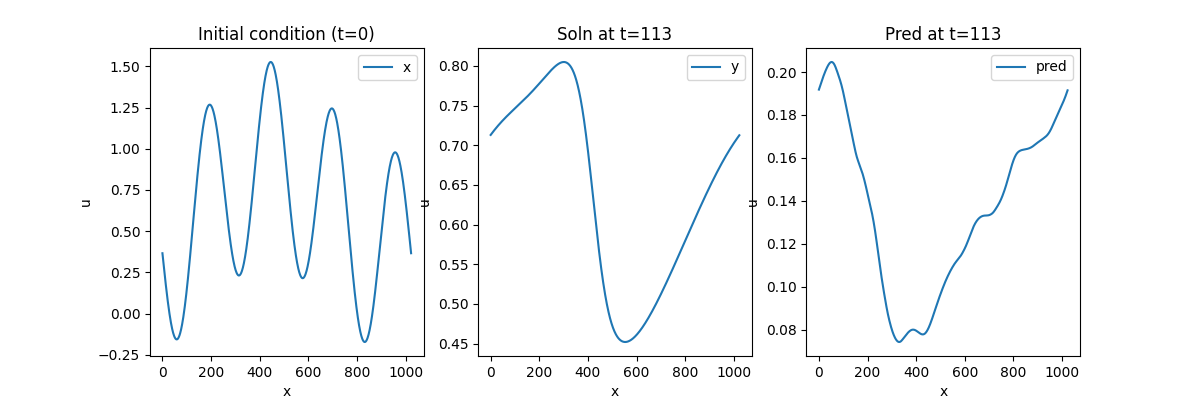 Initial condition (t=0)
x
1.50
1.25
1.00
0.75
0.50
0.25
0.00
−0.25
u
0 200 400 600 800 1000
x
Soln at t=113
y
0.80
0.75
0.70
0.65
0.60
0.55
0.50
0.45
u
0 200 400 600 800 1000
x
Pred at t=113
pred
0.20
0.18
0.16
0.14
0.12
0.10
0.08
u
0 200 400 600 800 1000
x